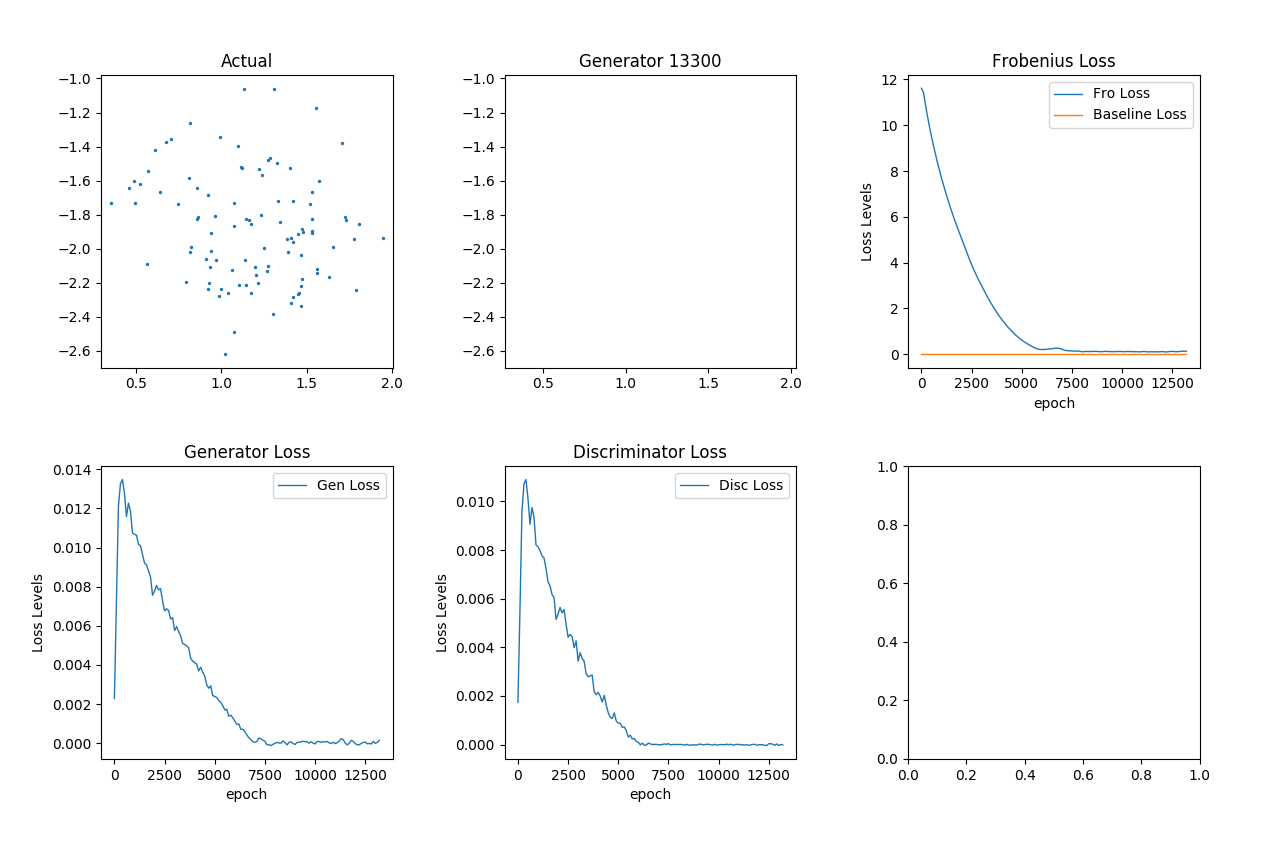 Actual
−1.0
−1.2
−1.4
−1.6
−1.8
−2.0
−2.2
−2.4
−2.6
0.5 1.0 1.5 2.0
Generator 13300
−1.0
−1.2
−1.4
−1.6
−1.8
−2.0
−2.2
−2.4
−2.6
0.5 1.0 1.5 2.0
Frobenius Loss
Fro Loss
Baseline Loss
Loss Levels
12
10
8
6
4
2
0
0 2500 5000 7500 10000 12500
epoch
Generator Loss
Gen Loss
Loss Levels
0.014
0.012
0.010
0.008
0.006
0.004
0.002
0.000
0 2500 5000 7500 10000 12500
epoch
Discriminator Loss
Disc Loss
Loss Levels
0.010
0.008
0.006
0.004
0.002
0.000
0 2500 5000 7500 10000 12500
epoch
1.0
0.8
0.6
0.4
0.2
0.0
0.0 0.2 0.4 0.6 0.8 1.0